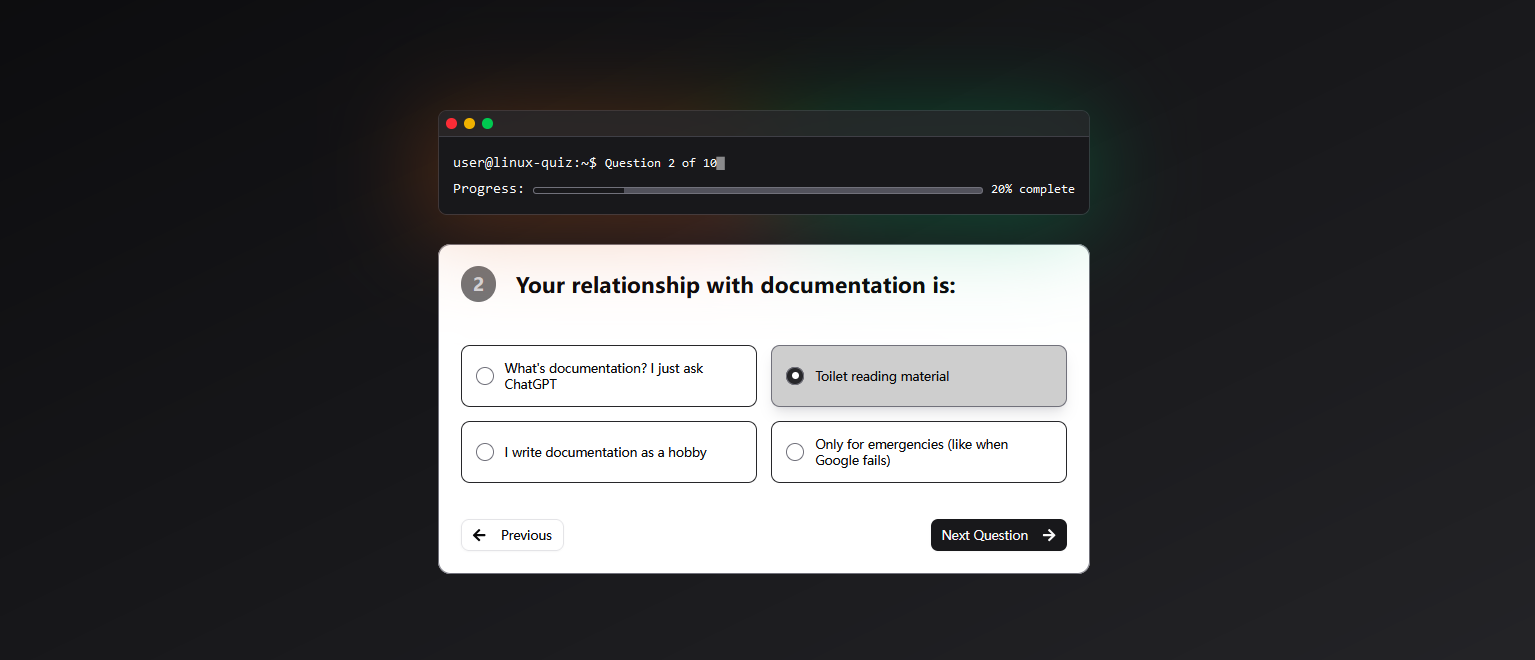 user@linux-quiz:~$ Question 2 of 10
Progress: 20% complete
2 Your relationship with documentation is:
What's documentation? I just ask
ChatGPT
Toilet reading material
I write documentation as a hobby
Only for emergencies (like when
Google fails)
Previous
Next Question